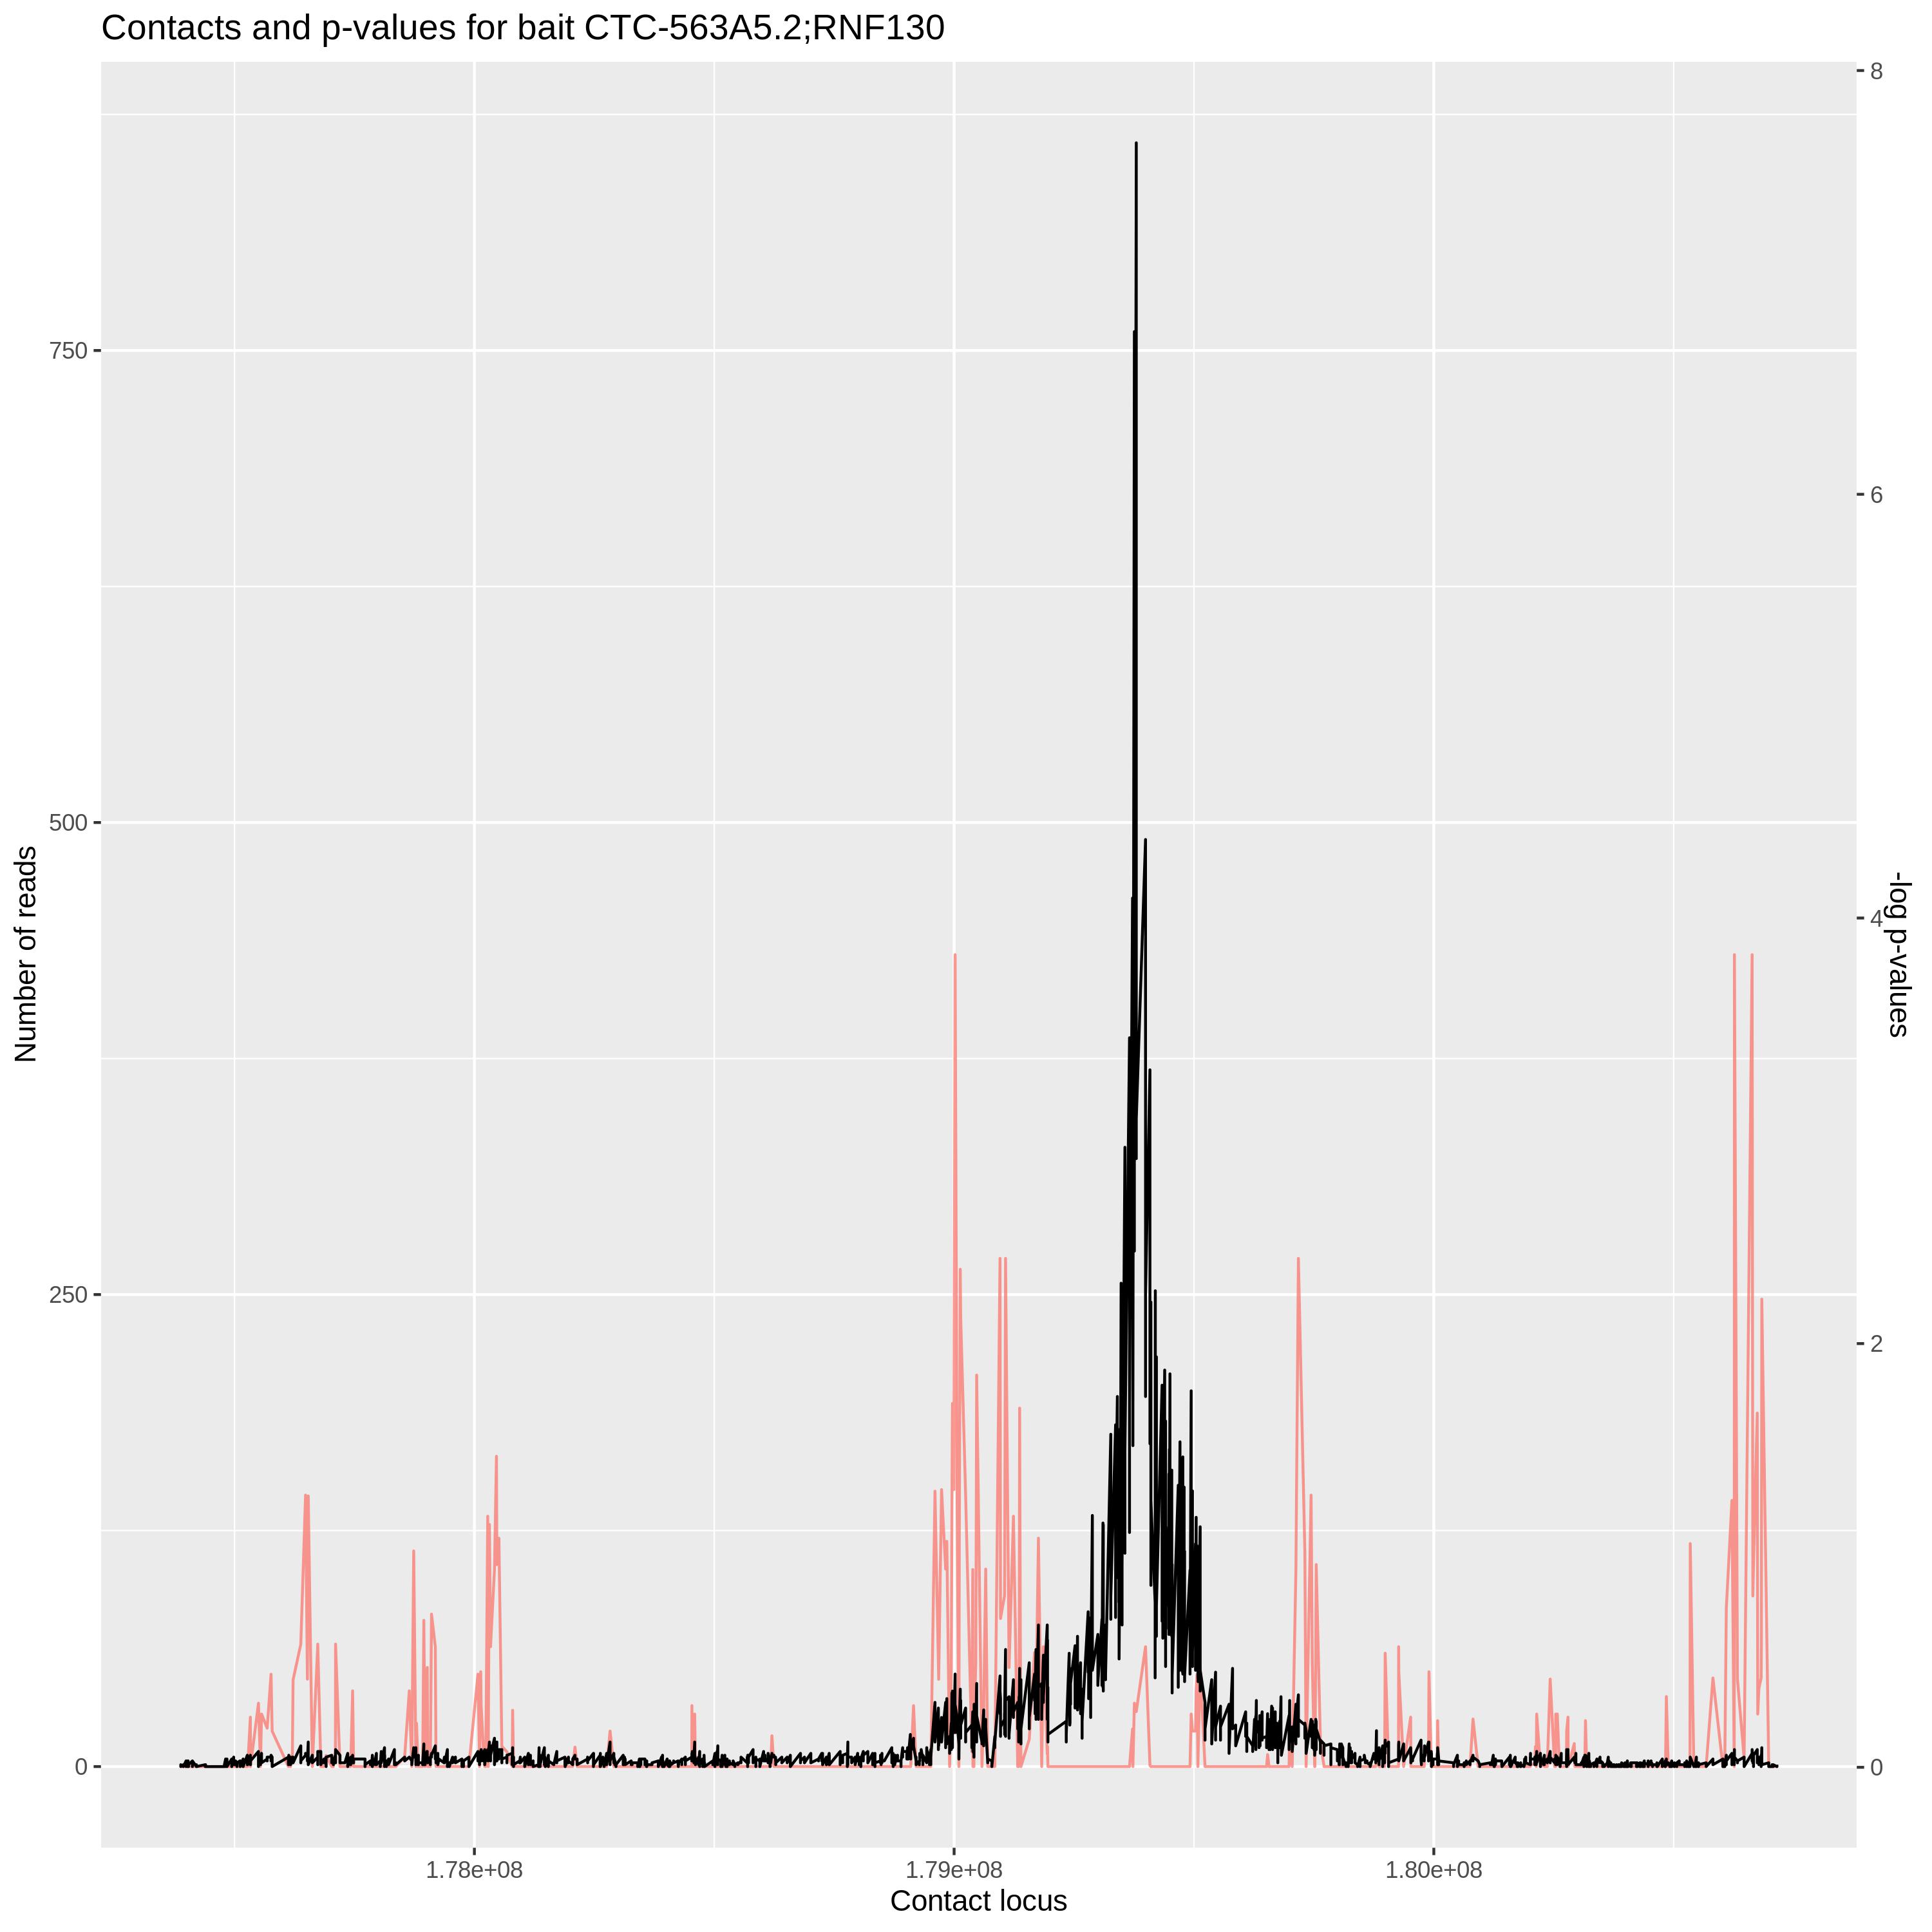 Contacts and p-values for bait CTC-563A5.2;RNF130
Number of reads
750
500
250
0
8
6
4
2
0
-log p-values
1.78e+08
1.79e+08
1.80e+08
Contact locus